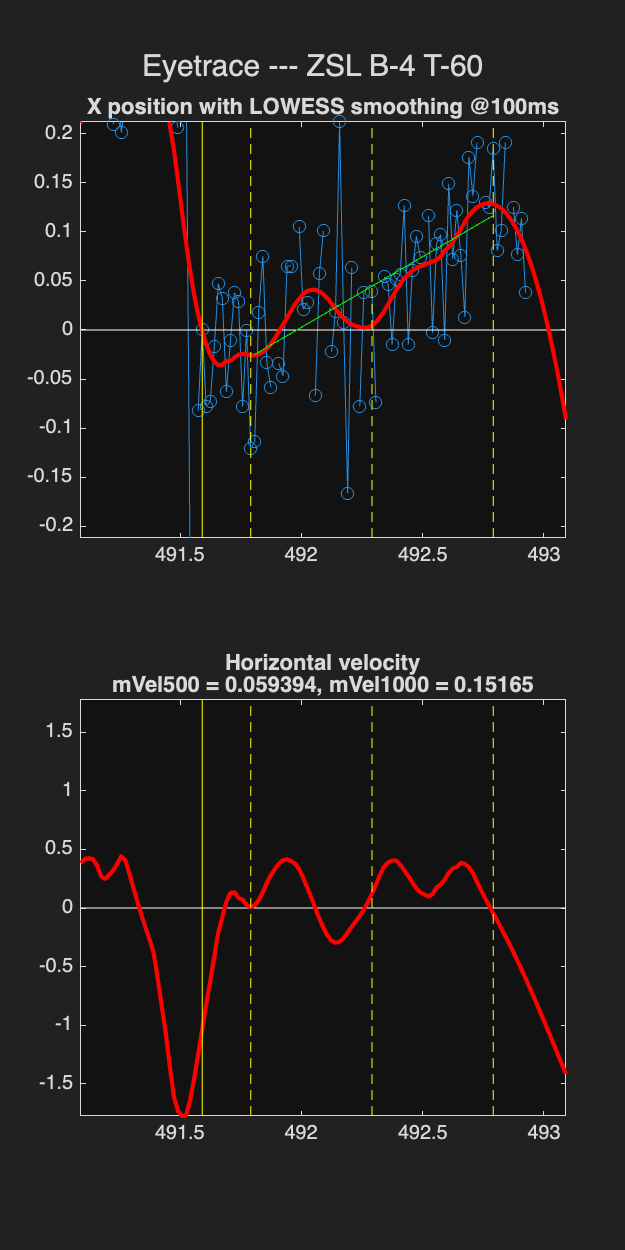 Eyetrace --- ZSL B-4 T-60
X position with LOWESS smoothing @100ms
0.2
0.15
0.1
0.05
0
-0.05
-0.1
-0.15
-0.2
491.5 492 492.5 493
Horizontal velocity
mVel500 = 0.059394, mVel1000 = 0.15165
1.5
1
0.5
0
-0.5
-1
-1.5
491.5 492 492.5 493